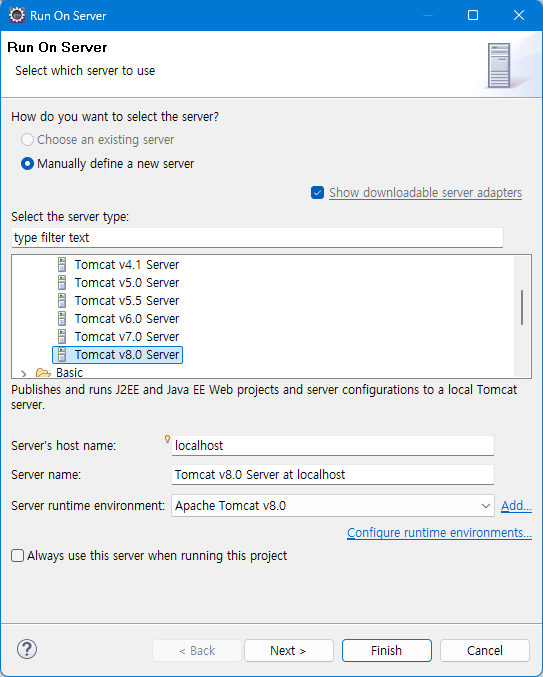 Run On Server
Run On Server
Select which server to use
How do you want to select the server?
Choose an existing server
Manually define a new server
Show downloadable server adapters
Select the server type:
type filter text
Tomcat v4.1 Server
Tomcat v5.0 Server
Tomcat v5.5 Server
Tomcat v6.0 Server
Tomcat v7.0 Server
Tomcat v8.0 Server
Basic
Publishes and runs J2EE and Java EE Web projects and server configurations to a local Tomcat
server.
Server's host name: localhost
Server name: Tomcat v8.0 Server at localhost
Server runtime environment: Apache Tomcat v8.0 Add...
Configure runtime environments...
Always use this server when running this project
? < Back Next > Finish Cancel